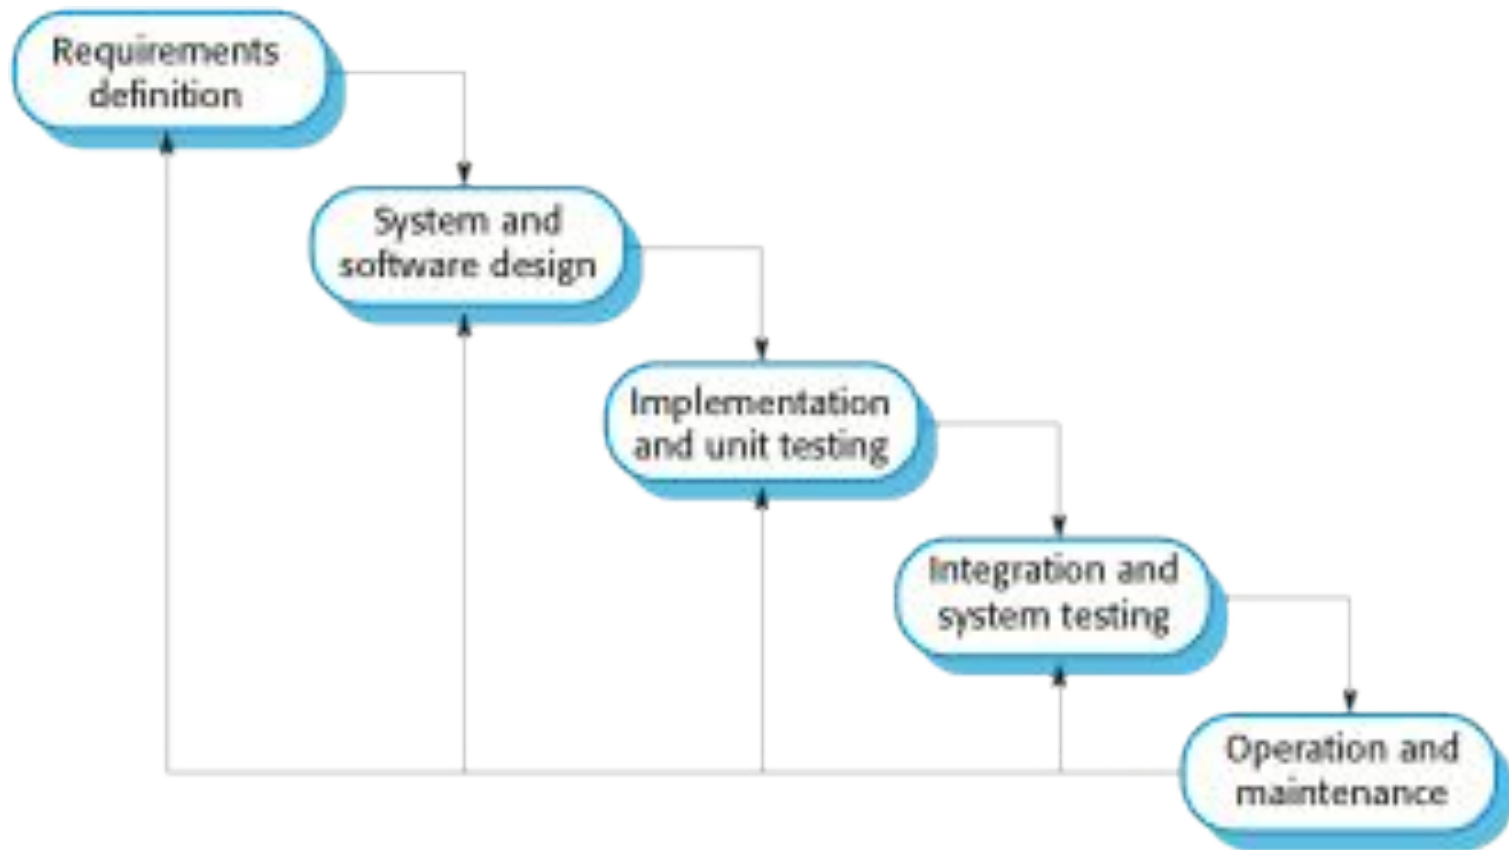 Requirements
definition
System and
software design
Implementation
and unit testing
Integration and
system testing
Operation and
maintenance